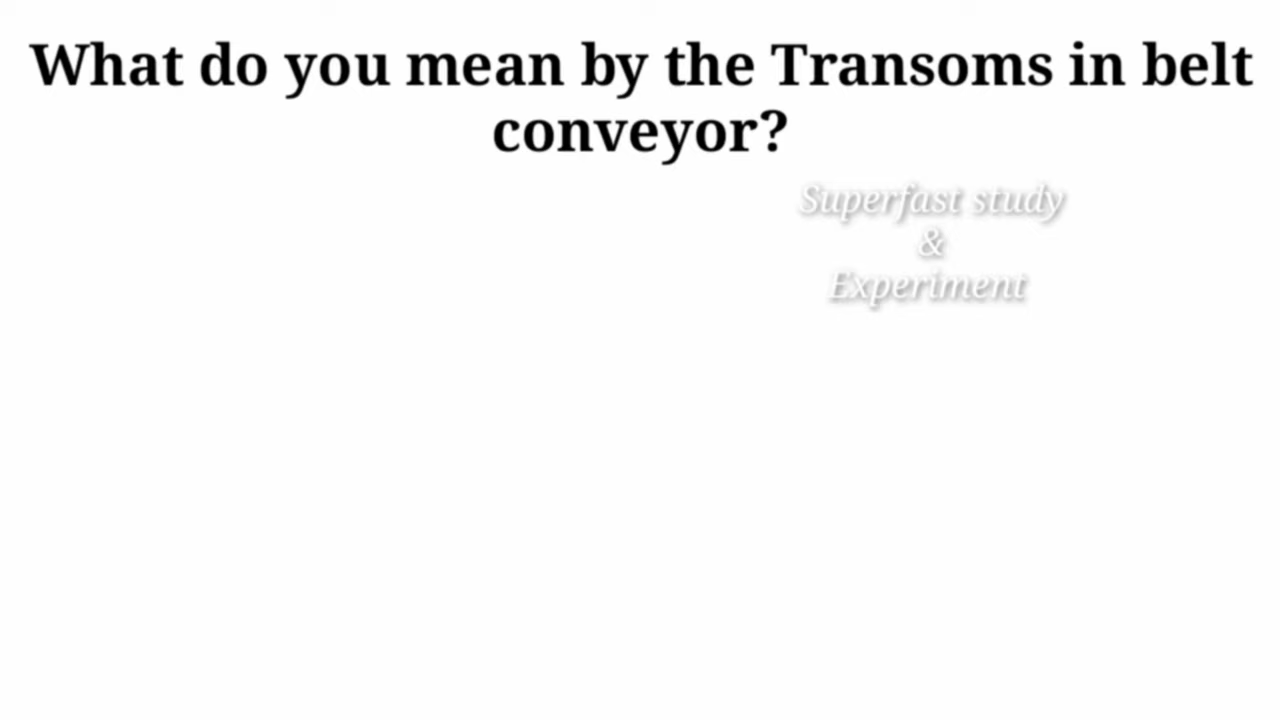 What do you mean by the Transoms in belt
conveyor?
Superfast study
&
Experiment